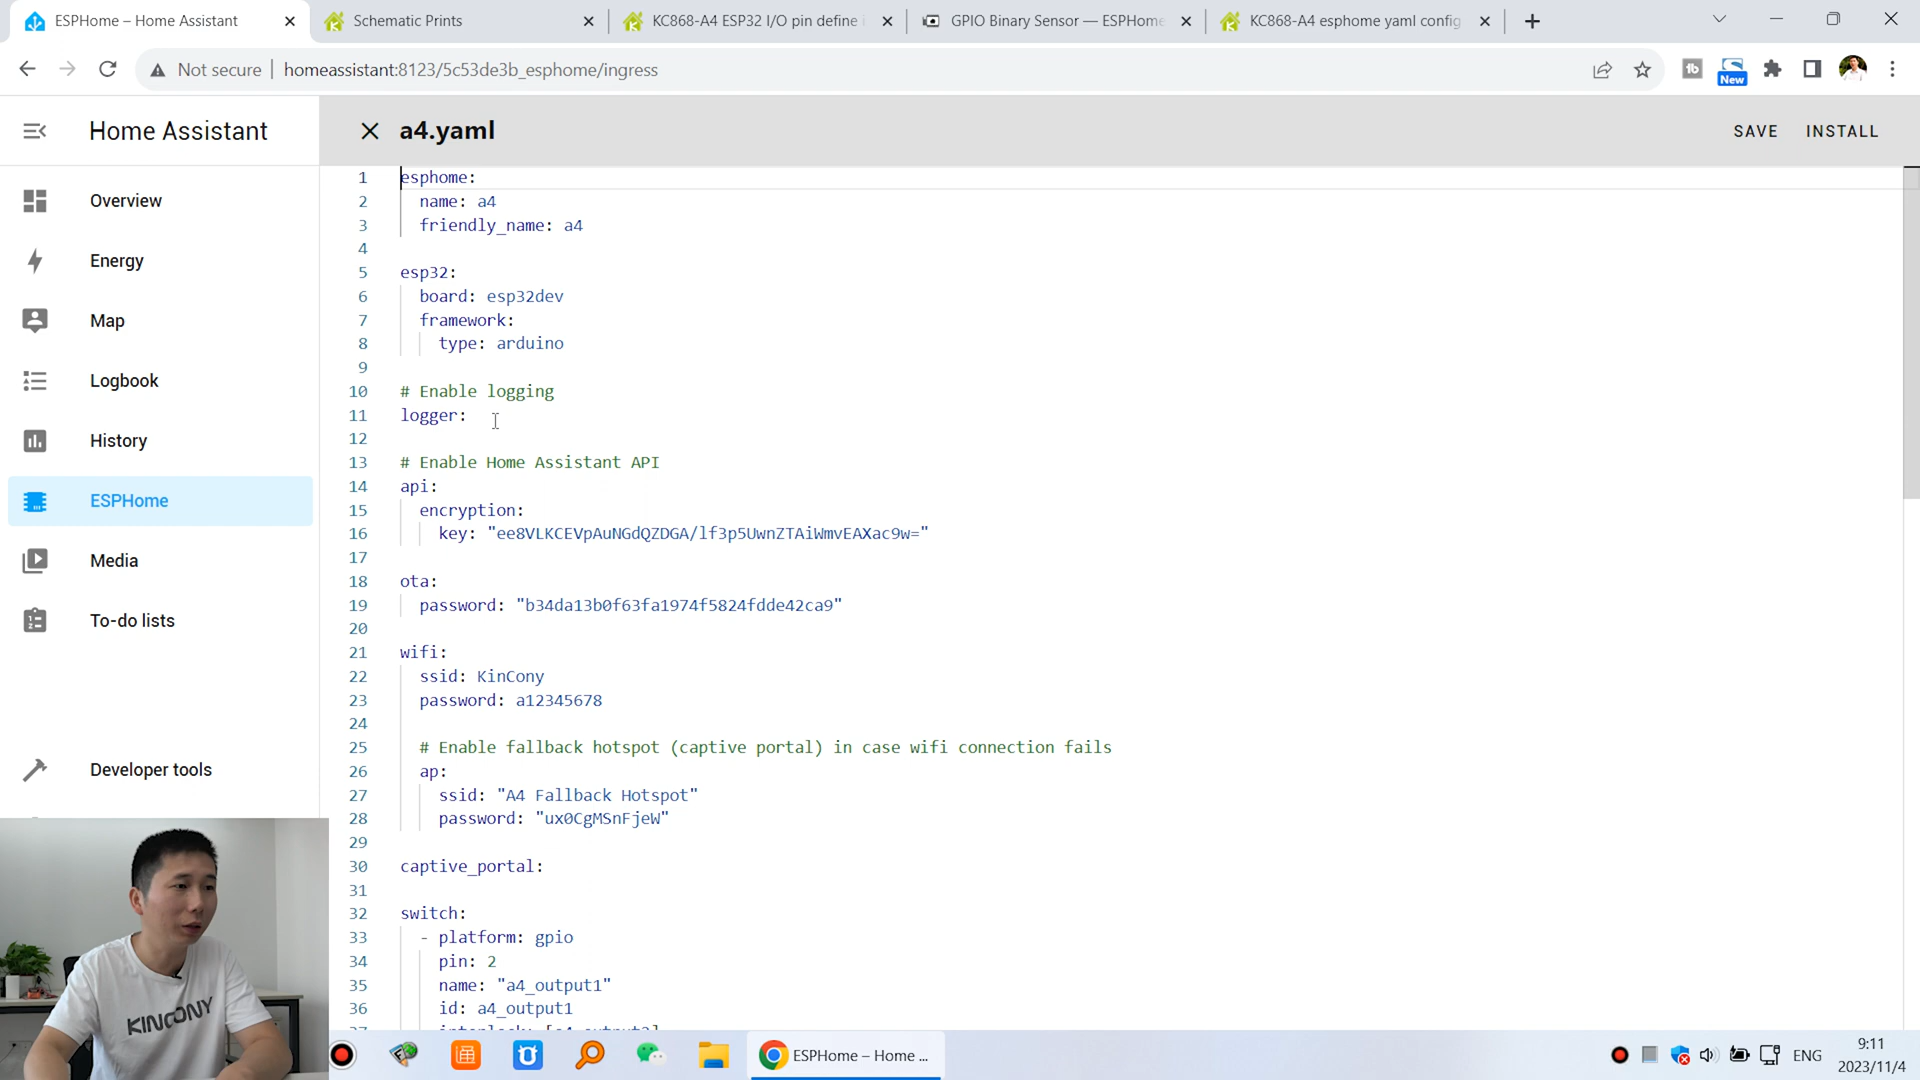 ESPHome – Home Assistant
Schematic Prints
KC868-A4 ESP32 I/O pin define
GPIO Binary Sensor — ESPHome
KC868-A4 esphome yaml config
Not secure
homeassistant:8123/5c53de3b_esphome/ingress
New
Home Assistant
a4.yaml
SAVE
INSTALL
Overview
Energy
Map
Logbook
History
ESPHome
Media
To-do lists
Developer tools
1 esphome:
2 name: a4
3 friendly_name: a4
4
5 esp32:
6 board: esp32dev
7 framework:
8 type: arduino
9
10 # Enable logging
11 logger:
12
13 # Enable Home Assistant API
14 api:
15 encryption:
16 key: "ee8VLKCEVpAuNGdQZDGA/lf3p5UwnZTAiWmvEAXac9w="
17
18 ota:
19 password: "b34da13b0f63fa1974f5824fdde42ca9"
20
21 wifi:
22 ssid: KinCony
23 password: a12345678
24
25 # Enable fallback hotspot (captive portal) in case wifi connection fails
26 ap:
27 ssid: "A4 Fallback Hotspot"
28 password: "ux0CgMSnFjeW"
29
30 captive_portal:
31
32 switch:
33 - platform: gpio
34 pin: 2
35 name: "a4_output1"
36 id: a4_output1
37 interlock: [a4_output2]
KINCONY
ESPHome – Home ...
ENG
9:11
2023/11/4